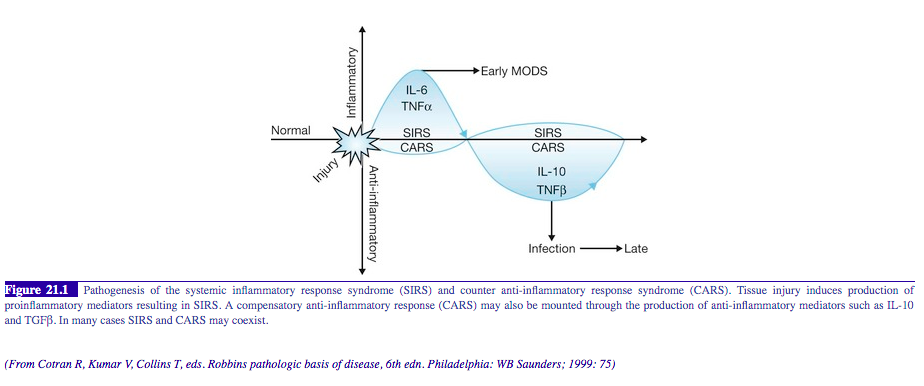 Inflammatory
Early MODS
IL-6
TNFα
Normal
SIRS
CARS
SIRS
CARS
Injury
Anti-inflammatory
IL-10
TNFβ
Infection
Late
Figure 21.1 Pathogenesis of the systemic inflammatory response syndrome (SIRS) and counter anti-inflammatory response syndrome (CARS). Tissue injury induces production of
proinflammatory mediators resulting in SIRS. A compensatory anti-inflammatory response (CARS) may also be mounted through the production of anti-inflammatory mediators such as IL-10
and TGFβ. In many cases SIRS and CARS may coexist.
(From Cotran R, Kumar V, Collins T, eds. Robbins pathologic basis of disease, 6th edn. Philadelphia: WB Saunders; 1999: 75)